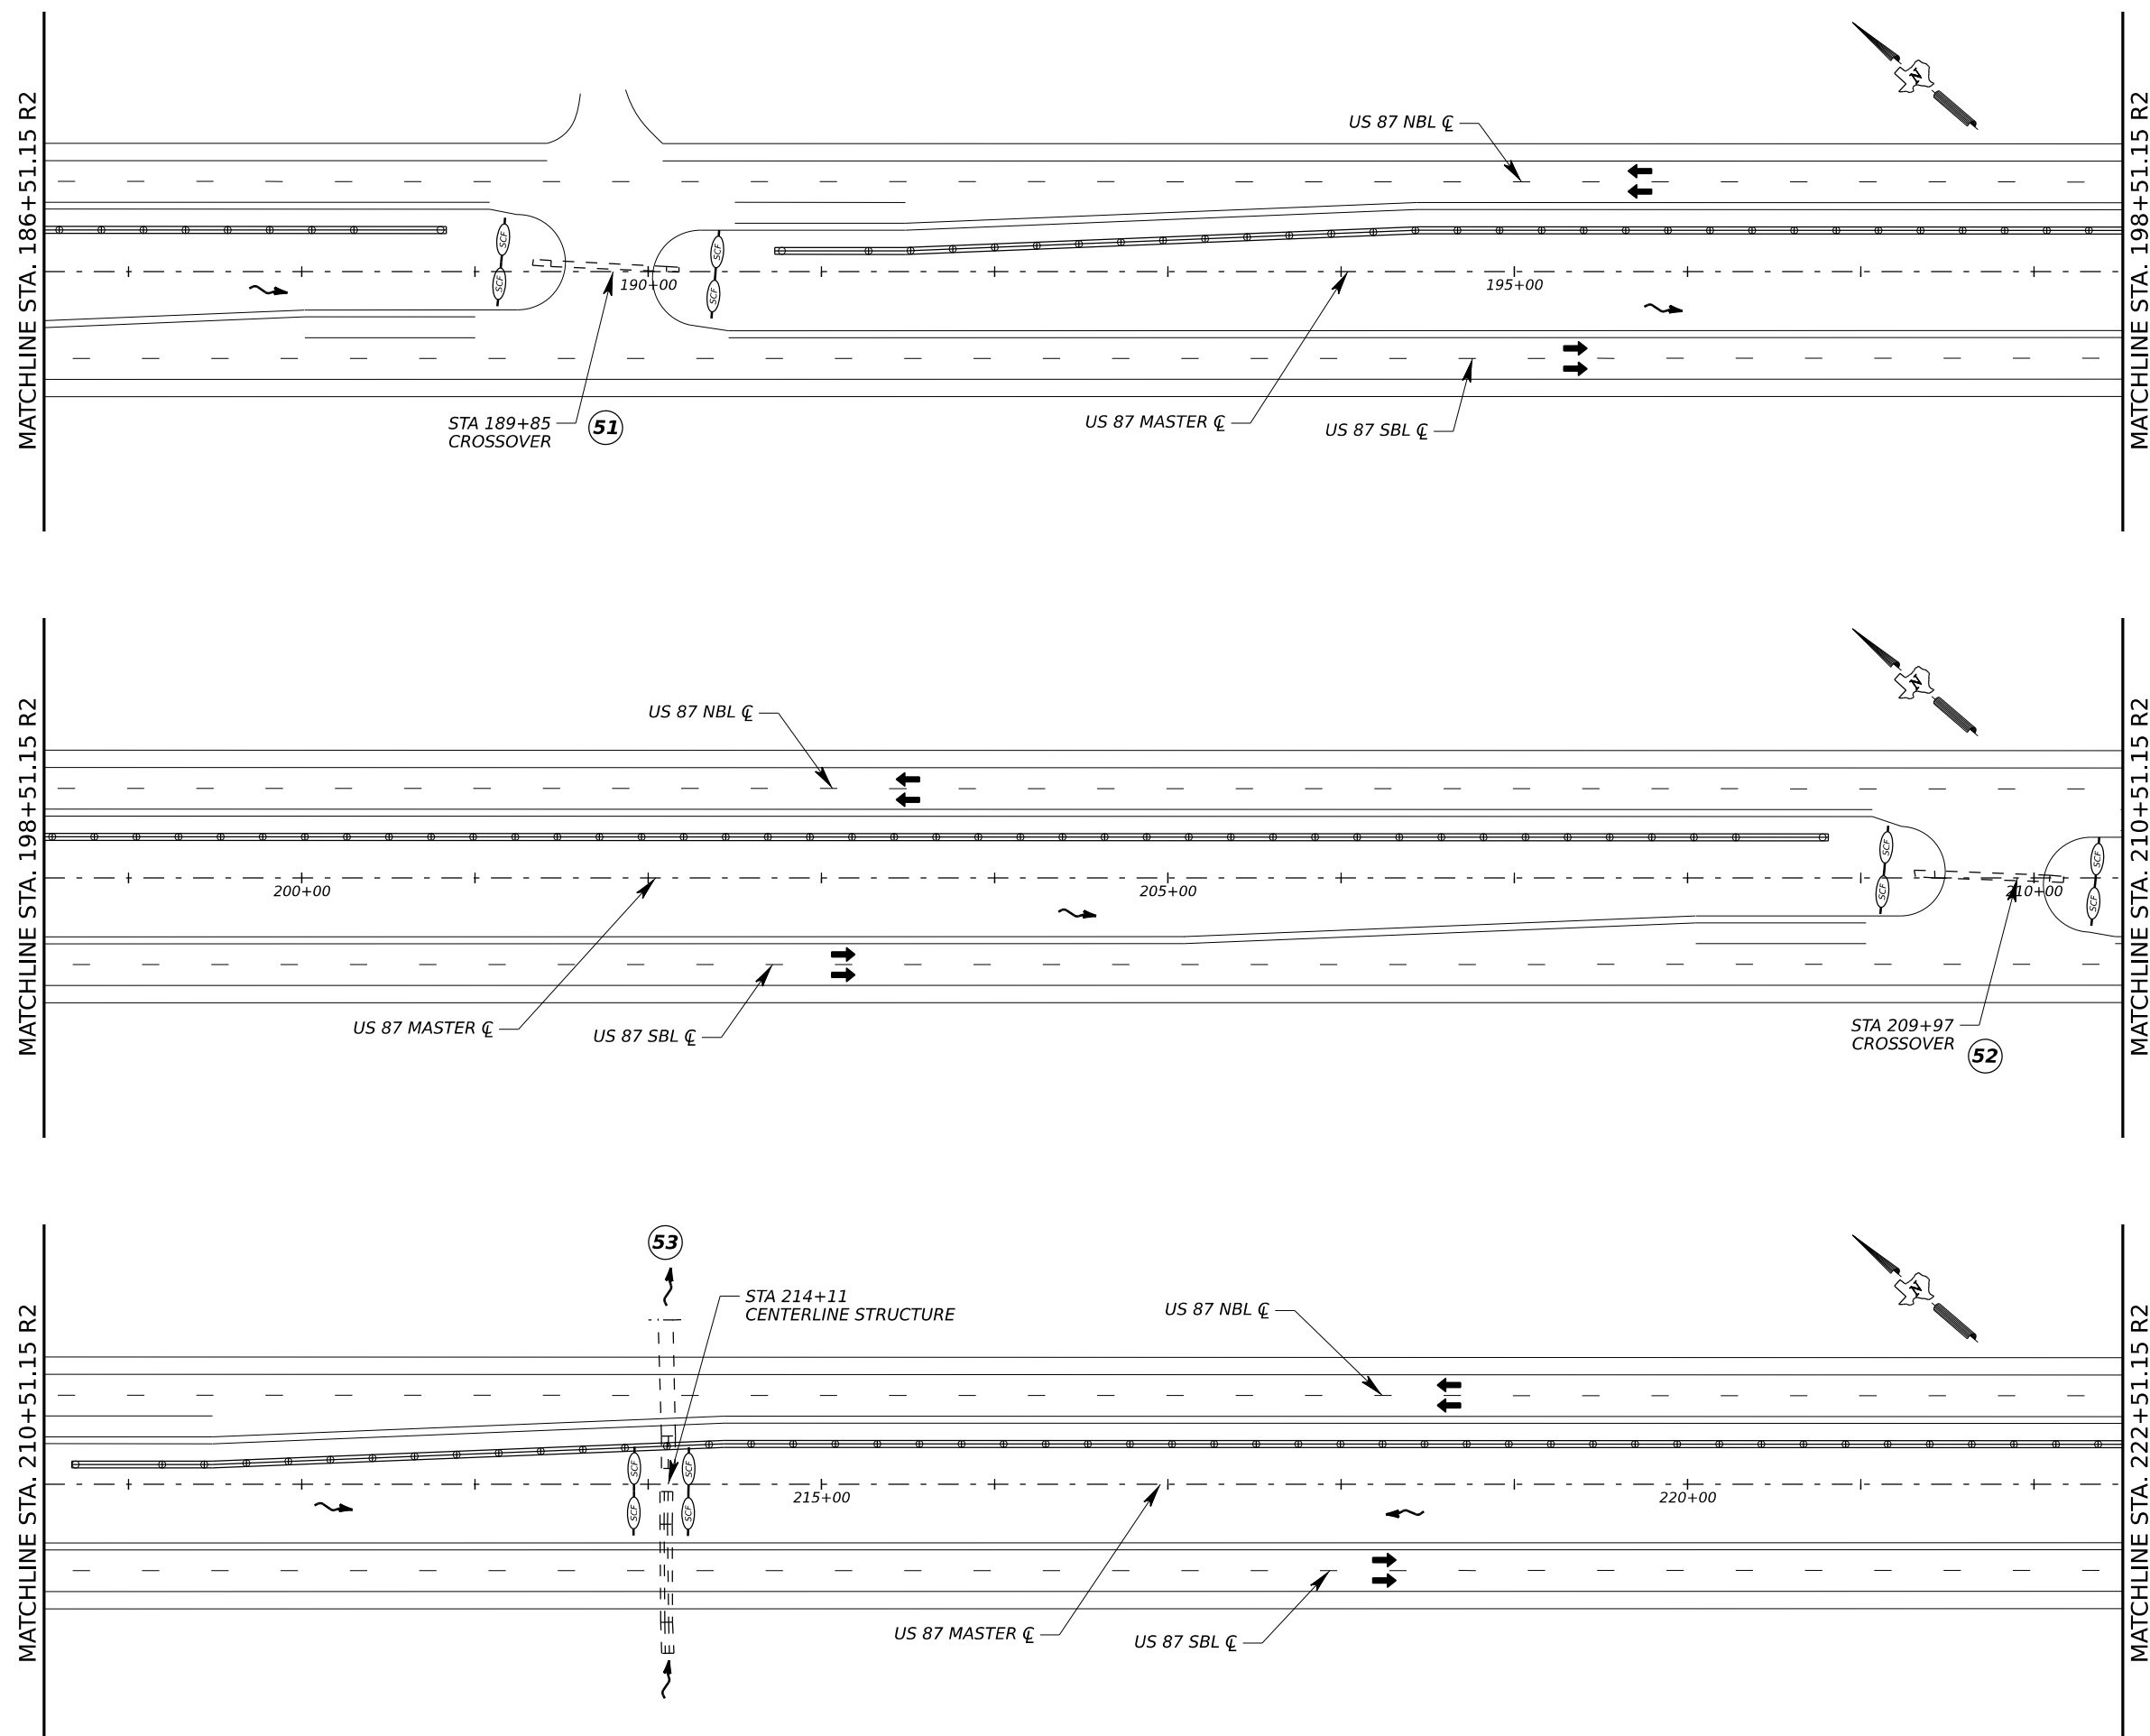 MATCHLINE STA. 186+51.15 R2
US 87 NBL ℄
N
MATCHLINE STA. 198+51.15 R2
SCF
SCF
SCF
SCF
190+00
195+00
STA 189+85
CROSSOVER
51
US 87 MASTER ℄
US 87 SBL ℄
MATCHLINE STA. 198+51.15 R2
US 87 NBL ℄
N
MATCHLINE STA. 210+51.15 R2
SCF
SCF
SCF
SCF
200+00
205+00
210+00
US 87 MASTER ℄
US 87 SBL ℄
STA 209+97
CROSSOVER
52
MATCHLINE STA. 210+51.15 R2
53
STA 214+11
CENTERLINE STRUCTURE
US 87 NBL ℄
N
MATCHLINE STA. 222+51.15 R2
SCF
SCF
SCF
SCF
215+00
220+00
US 87 MASTER ℄
US 87 SBL ℄